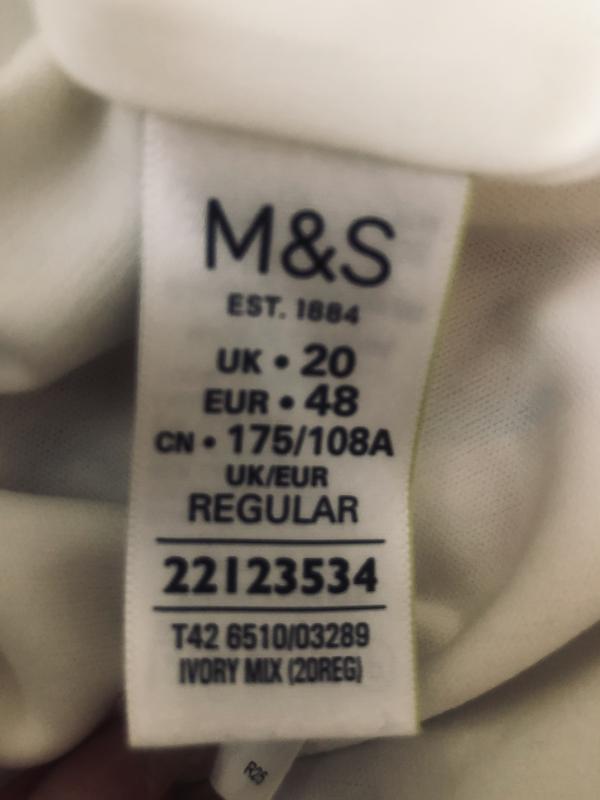 M&S
EST. 1884
UK • 20
EUR • 48
CN • 175/108A
UK/EUR
REGULAR
22123534
T42 6510/03289
IVORY MIX (20REG)
R25